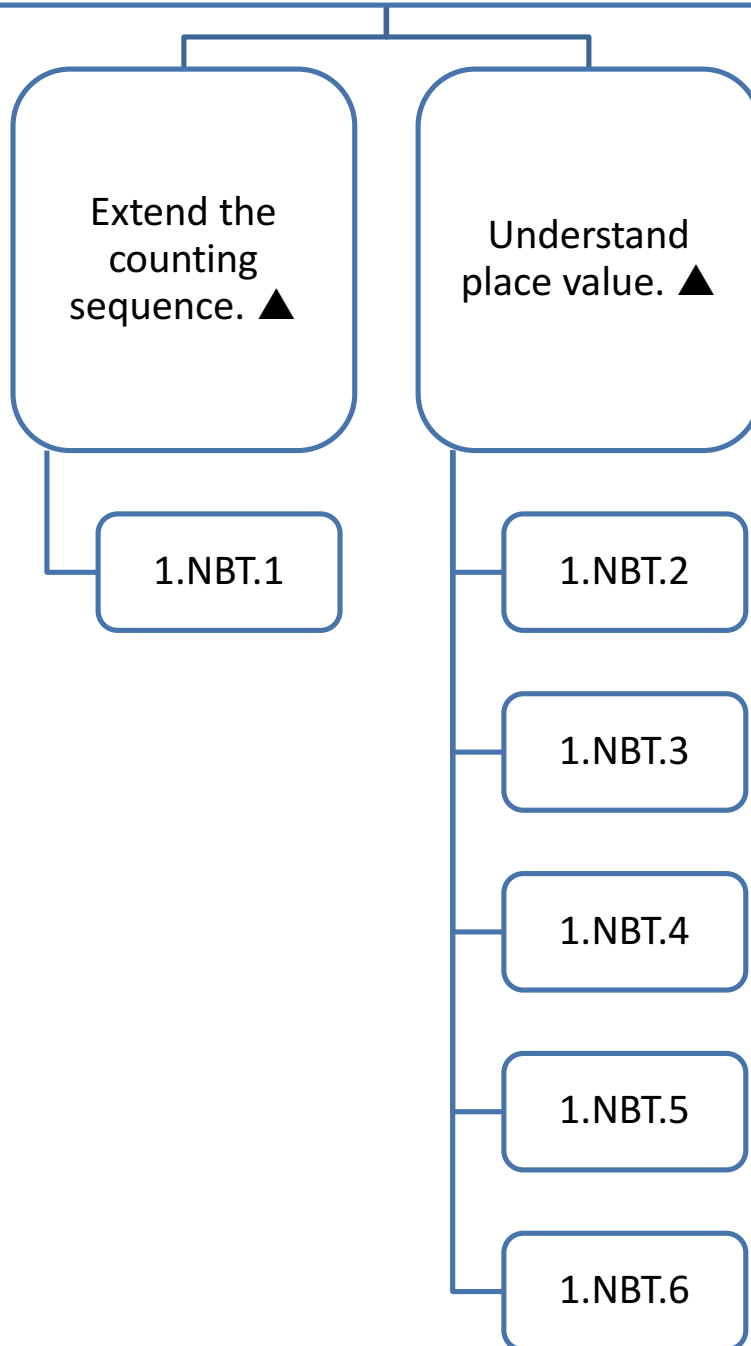 Extend the
counting
sequence. ▲
1.NBT.1
Understand
place value. ▲
1.NBT.2
1.NBT.3
1.NBT.4
1.NBT.5
1.NBT.6